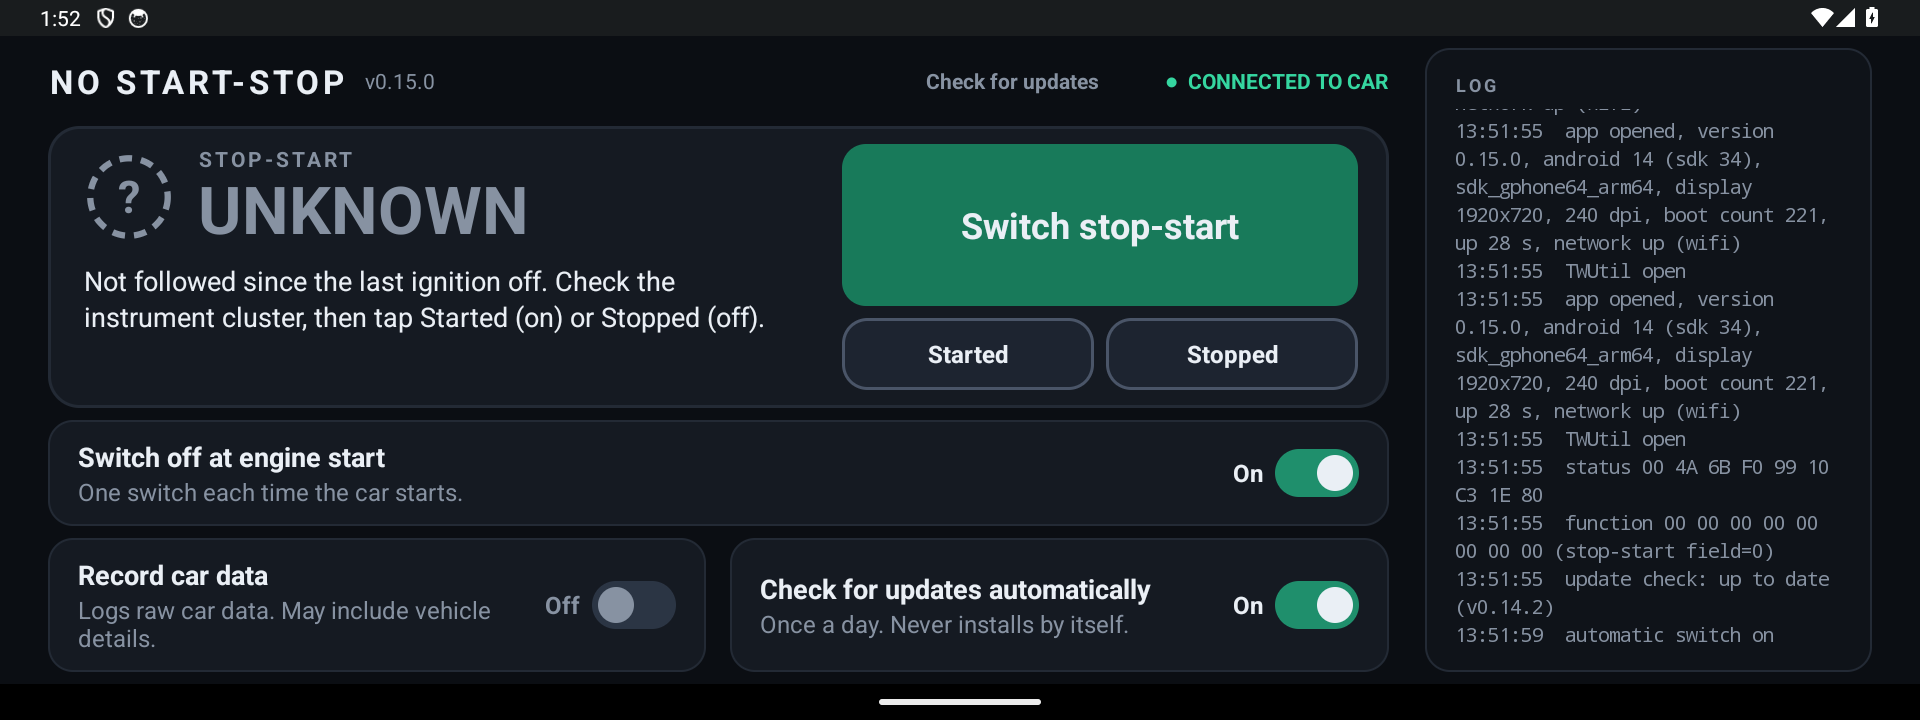 1:52
NO START-STOP v0.15.0
Check for updates
CONNECTED TO CAR
?
STOP-START
UNKNOWN
Not followed since the last ignition off. Check the
instrument cluster, then tap Started (on) or Stopped (off).
Switch stop-start
Started
Stopped
Switch off at engine start
One switch each time the car starts.
On
Record car data
Logs raw car data. May include vehicle
details.
Off
Check for updates automatically
Once a day. Never installs by itself.
On
LOG
network up (wifi)
13:51:55 app opened, version
0.15.0, android 14 (sdk 34),
sdk_gphone64_arm64, display
1920x720, 240 dpi, boot count 221,
up 28 s, network up (wifi)
13:51:55 TWUtil open
13:51:55 app opened, version
0.15.0, android 14 (sdk 34),
sdk_gphone64_arm64, display
1920x720, 240 dpi, boot count 221,
up 28 s, network up (wifi)
13:51:55 TWUtil open
13:51:55 status 00 4A 6B F0 99 10
C3 1E 80
13:51:55 function 00 00 00 00 00
00 00 00 (stop-start field=0)
13:51:55 update check: up to date
(v0.14.2)
13:51:59 automatic switch on